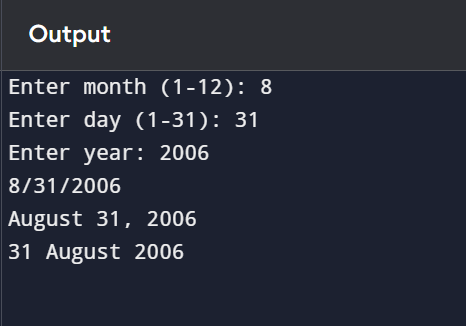 Output
Enter month (1-12): 8
Enter day (1-31): 31
Enter year: 2006
8/31/2006
August 31, 2006
31 August 2006